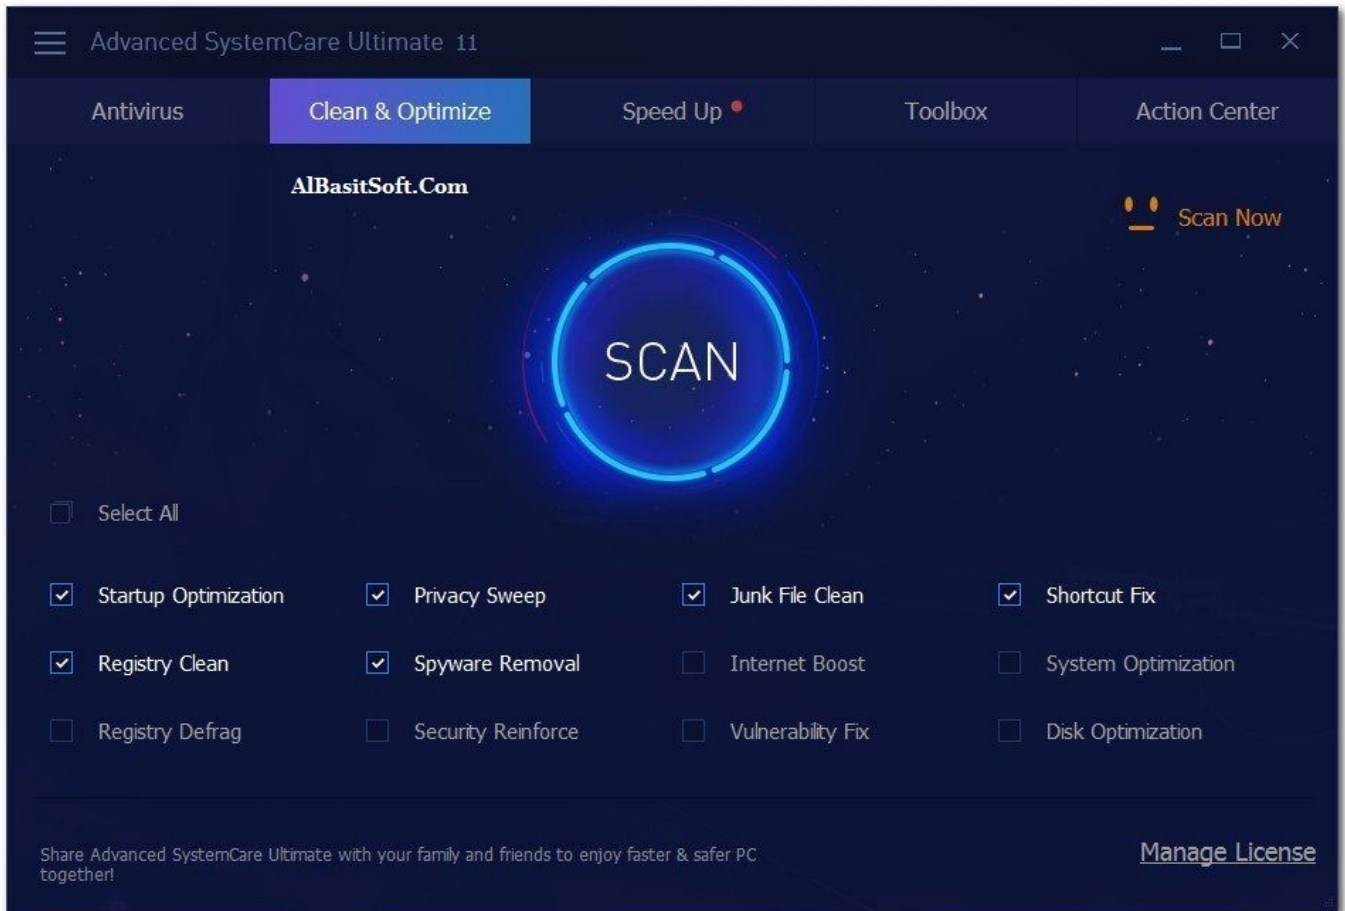 Advanced SystemCare Ultimate 11
Antivirus
Clean & Optimize
Speed Up
Toolbox
Action Center
AlBasitSoft.Com
Scan Now
SCAN
Select All
Startup Optimization
Privacy Sweep
Junk File Clean
Shortcut Fix
Registry Clean
Spyware Removal
Internet Boost
System Optimization
Registry Defrag
Security Reinforce
Vulnerability Fix
Disk Optimization
Share Advanced SystemCare Ultimate with your family and friends to enjoy faster & safer PC
together!
Manage License